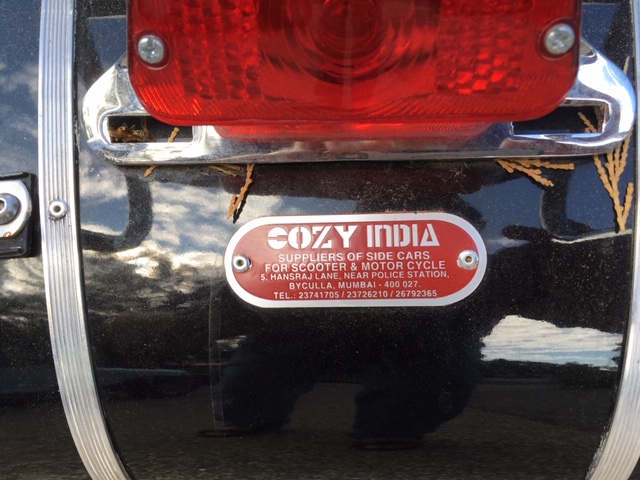 COZY INDIA
SUPPLIERS OF SIDE CARS
FOR SCOOTER & MOTOR CYCLE
5, HANSRAJ LANE, NEAR POLICE STATION,
BYCULLA, MUMBAI - 400 027.
TEL.: 23741705 / 23726210 / 26792365